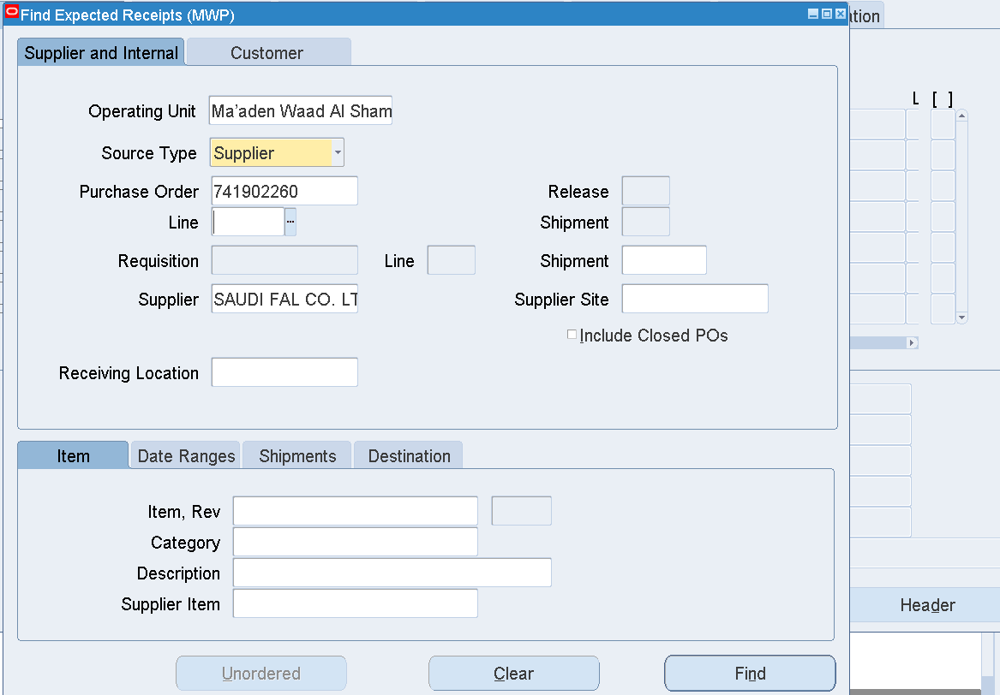 Find Expected Receipts (MWP)
ation
Supplier and Internal
Customer
L [ ]
Operating Unit Ma'aden Waad Al Sham
Source Type Supplier
Purchase Order 741902260
Release
Line
Shipment
Requisition
Line
Shipment
Supplier SAUDI FAL CO. LT
Supplier Site
Include Closed POs
Receiving Location
Item
Date Ranges
Shipments
Destination
Item, Rev
Category
Description
Supplier Item
Header
Unordered
Clear
Find